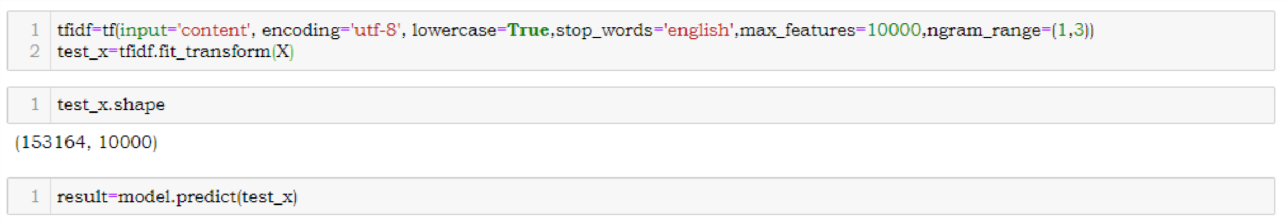 1 tfidf=tf(input='content', encoding='utf-8', lowercase=True,stop_words='english',max_features=10000,ngram_range=(1,3))
2 test_x=tfidf.fit_transform(X)
1 test_x.shape
(153164, 10000)
1 result=model.predict(test_x)